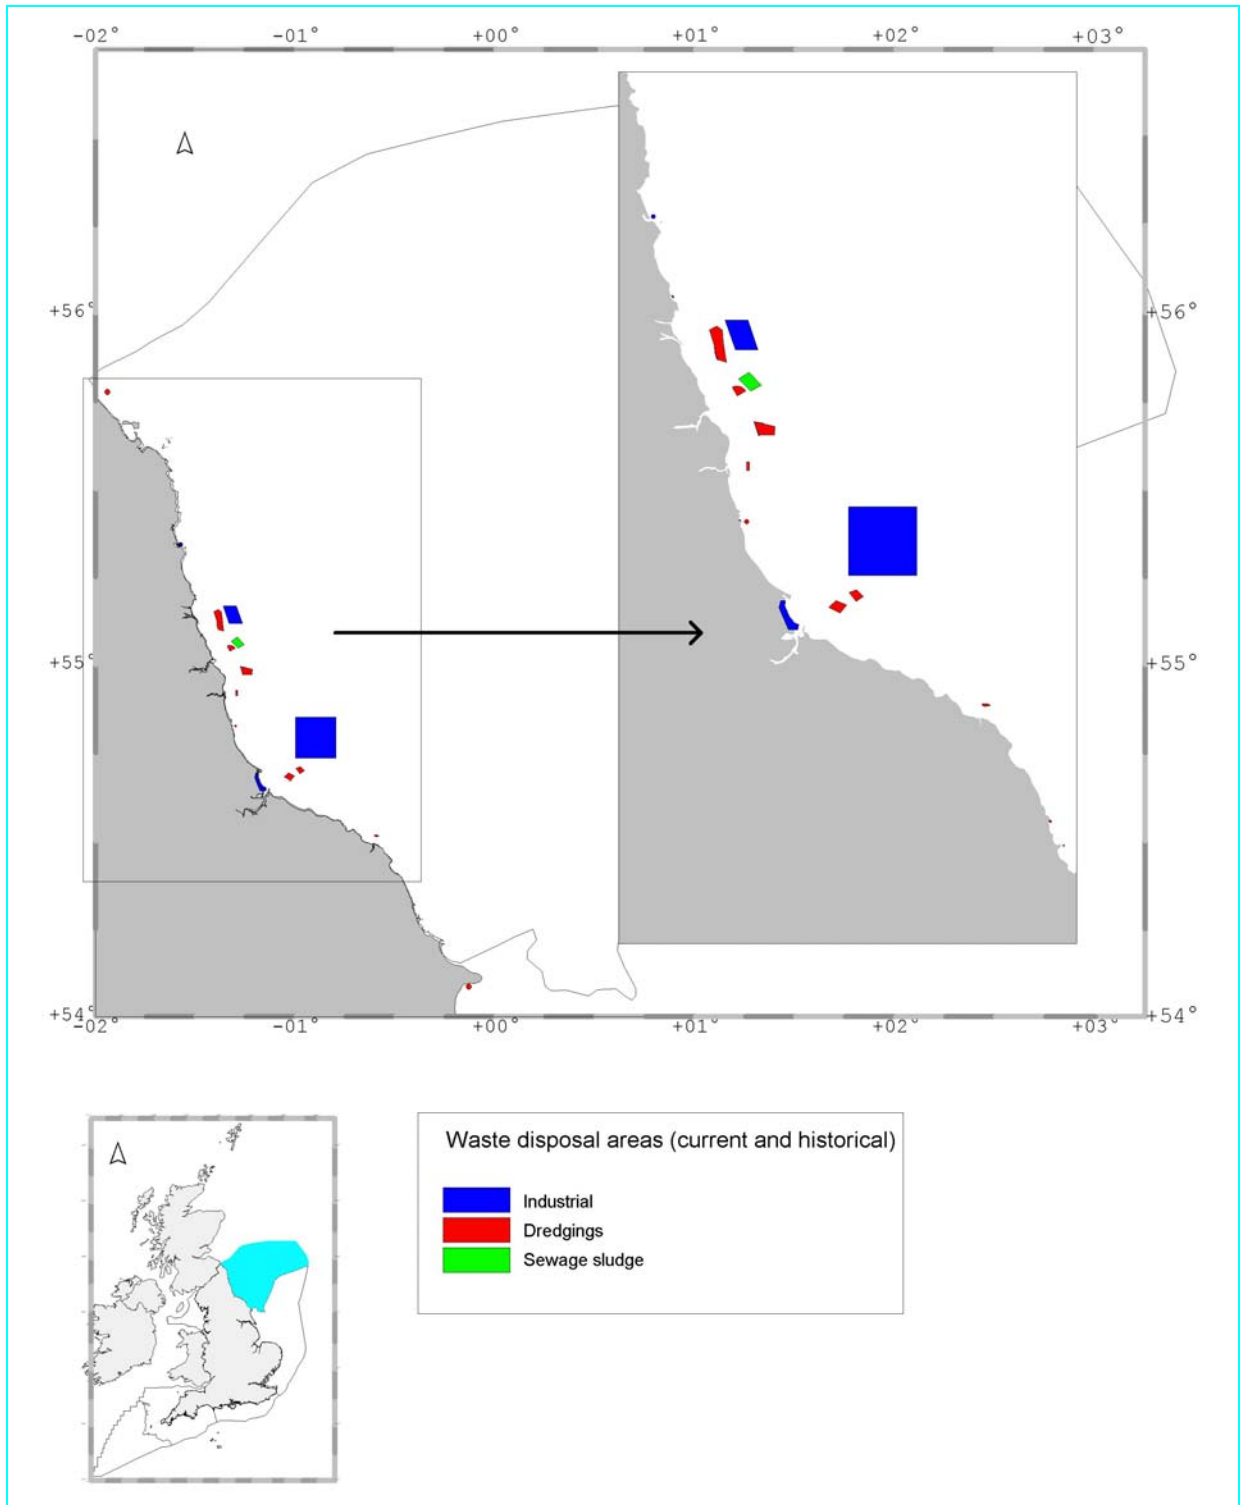 -02° -01° +00° +01° +02° +03°
+56° +56°
+55° +55°
+54° +54°
-02° -01° +00° +01° +02° +03°
Waste disposal areas (current and historical)
Industrial
Dredgings
Sewage sludge